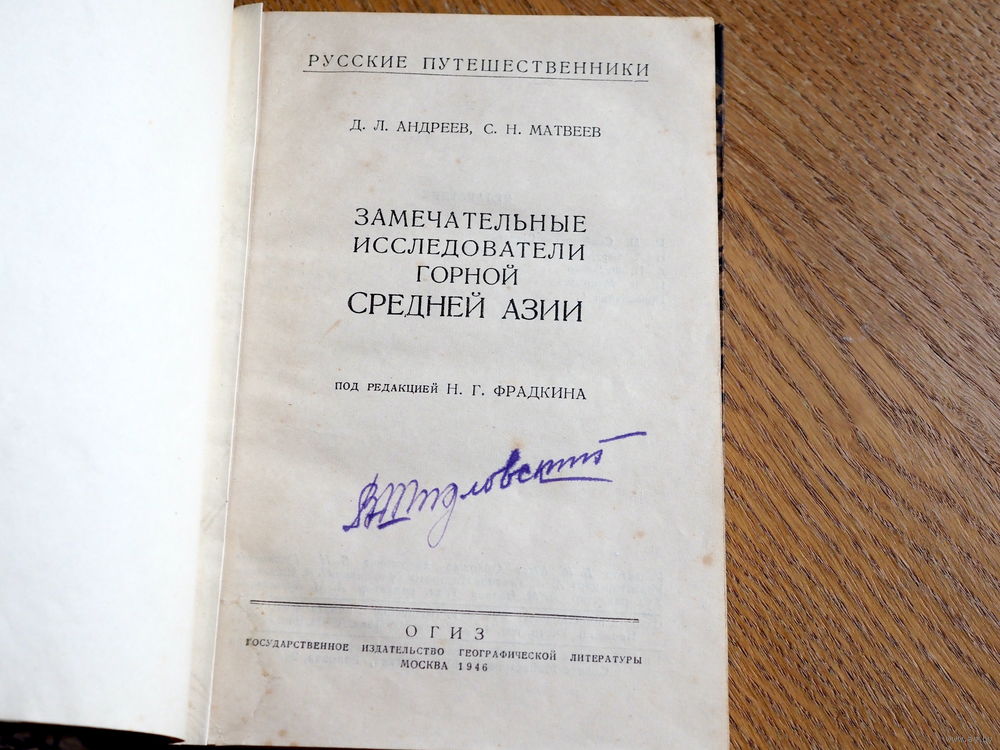 РУССКИЕ ПУТЕШЕСТВЕННИКИ
Д. Л. АНДРЕЕВ, С. Н. МАТВЕЕВ
ЗАМЕЧАТЕЛЬНЫЕ
ИССЛЕДОВАТЕЛИ
ГОРНОЙ
СРЕДНЕЙ АЗИИ
ПОД РЕДАКЦИЕЙ Н. Г. ФРАДКИНА
ОГИЗ
ГОСУДАРСТВЕННОЕ ИЗДАТЕЛЬСТВО ГЕОГРАФИЧЕСКОЙ ЛИТЕРАТУРЫ
МОСКВА 1946